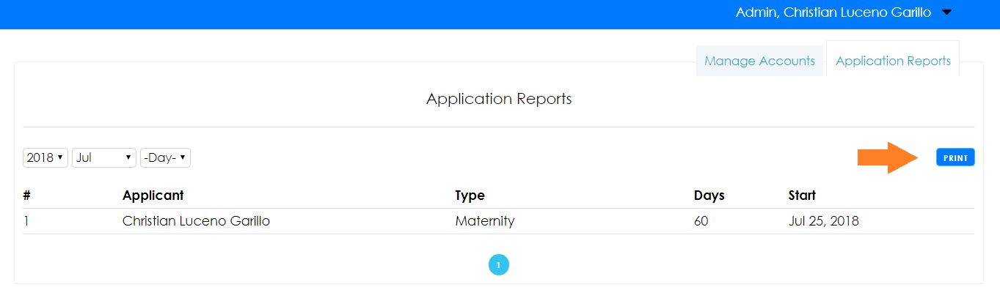 Admin, Christian Luceno Garillo
Manage Accounts Application Reports
Application Reports
2018 Jul -Day- PRINT
# Applicant Type Days Start
1 Christian Luceno Garillo Maternity 60 Jul 25, 2018
1